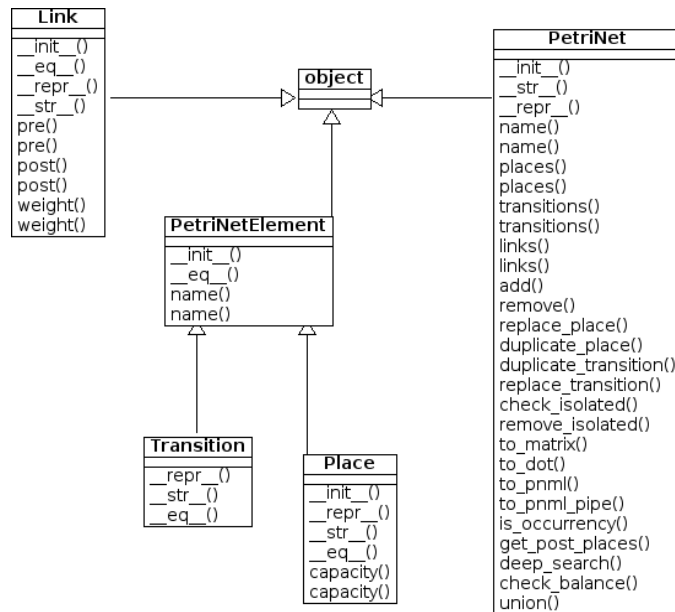 Link
__init__()
__eq__()
__repr__()
__str__()
pre()
pre()
post()
post()
weight()
weight()
object
PetriNet
__init__()
__str__()
__repr__()
name()
name()
places()
places()
transitions()
transitions()
links()
links()
add()
remove()
replace_place()
duplicate_place()
duplicate_transition()
replace_transition()
check_isolated()
remove_isolated()
to_matrix()
to_dot()
to_pnml()
to_pnml_pipe()
is_occurrency()
get_post_places()
deep_search()
check_balance()
union()
PetriNetElement
__init__()
__eq__()
name()
name()
Transition
__repr__()
__str__()
__eq__()
Place
__init__()
__repr__()
__str__()
__eq__()
capacity()
capacity()